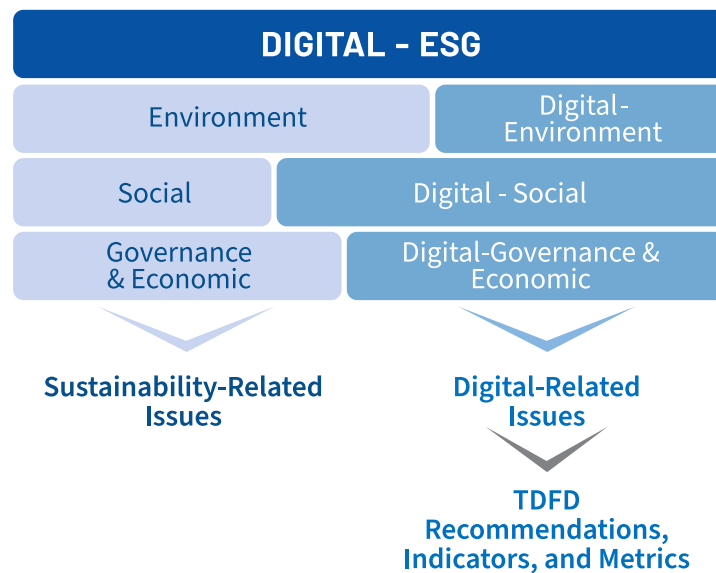 DIGITAL - ESG
Environment
Digital-
Environment
Social
Digital - Social
Governance
& Economic
Digital-Governance &
Economic
Sustainability-Related
Issues
Digital-Related
Issues
TDFD
Recommendations,
Indicators, and Metrics